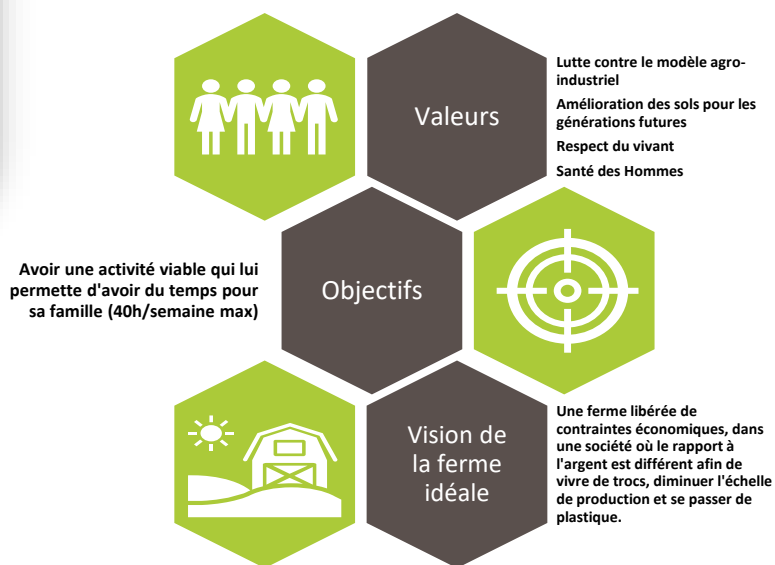 Valeurs
Lutte contre le modèle agro-
industriel
Amélioration des sols pour les
générations futures
Respect du vivant
Santé des Hommes
Avoir une activité viable qui lui
permette d'avoir du temps pour
sa famille (40h/semaine max)
Objectifs
Vision de
la ferme
idéale
Une ferme libérée de
contraintes économiques, dans
une société où le rapport à
l'argent est différent afin de
vivre de trocs, diminuer l'échelle
de production et se passer de
plastique.